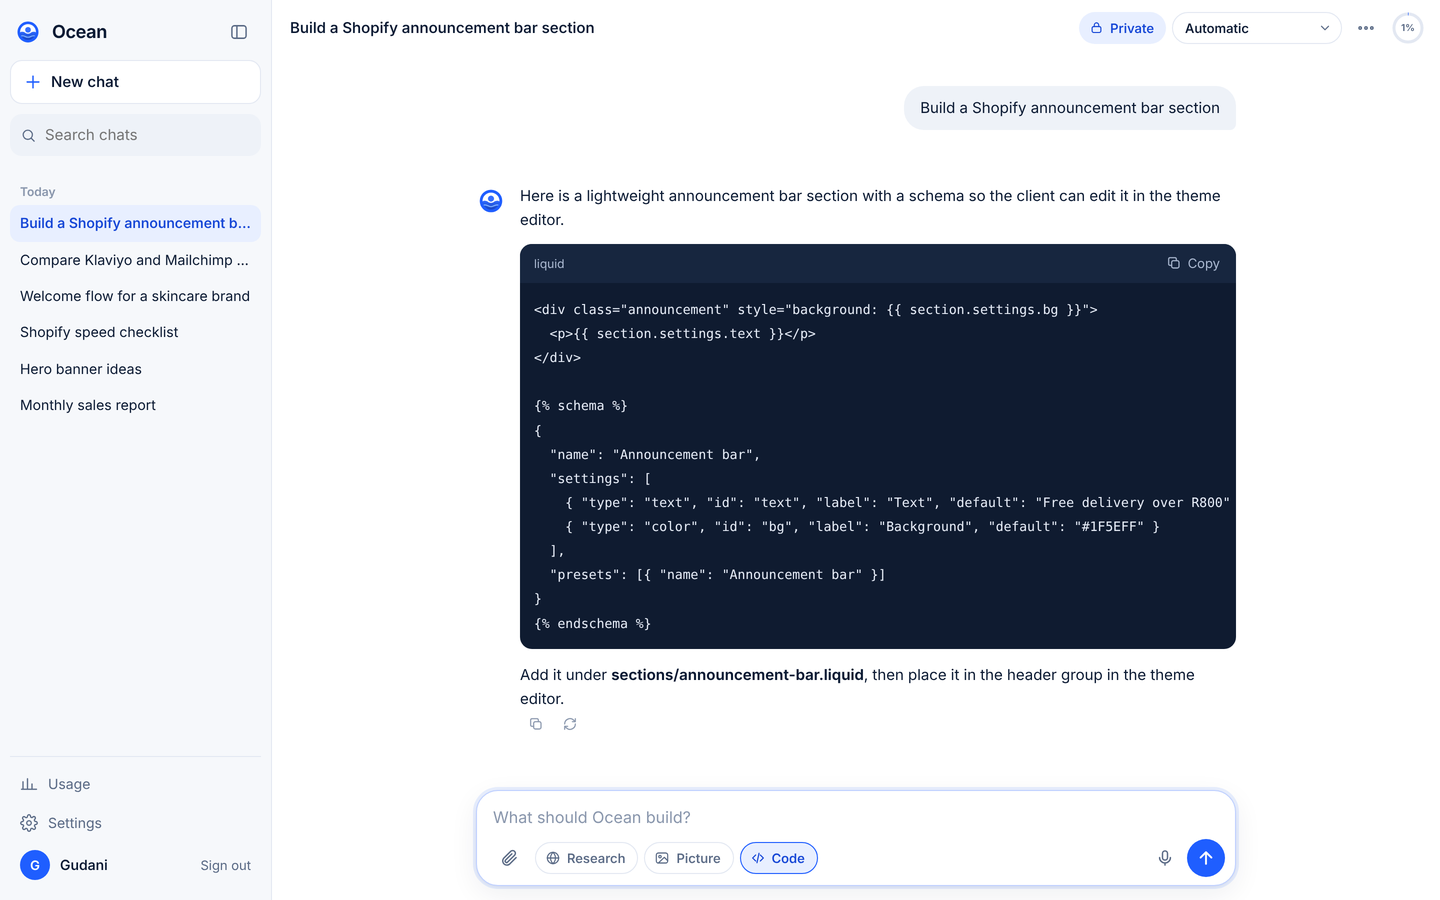 Ocean
New chat
Search chats
Today
Build a Shopify announcement b...
Compare Klaviyo and Mailchimp ...
Welcome flow for a skincare brand
Shopify speed checklist
Hero banner ideas
Monthly sales report
Usage
Settings
G
Gudani
Sign out
Build a Shopify announcement bar section
Private
Automatic
1%
Build a Shopify announcement bar section
Here is a lightweight announcement bar section with a schema so the client can edit it in the theme
editor.
liquid
Copy
<div class="announcement" style="background: {{ section.settings.bg }}">
  <p>{{ section.settings.text }}</p>
</div>

{% schema %}
{
  "name": "Announcement bar",
  "settings": [
    { "type": "text", "id": "text", "label": "Text", "default": "Free delivery over R800"
    { "type": "color", "id": "bg", "label": "Background", "default": "#1F5EFF" }
  ],
  "presets": [{ "name": "Announcement bar" }]
}
{% endschema %}
Add it under sections/announcement-bar.liquid, then place it in the header group in the theme
editor.
What should Ocean build?
Research
Picture
Code